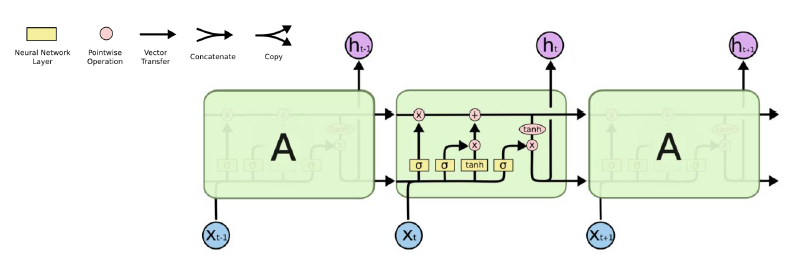 Neural Network
Layer
Pointwise
Operation
Vector
Transfer
Concatenate
Copy
ht-1
ht
ht+1
A
x
+
tanh
x
x
σ
σ
tanh
σ
A
Xt-1
Xt
Xt+1